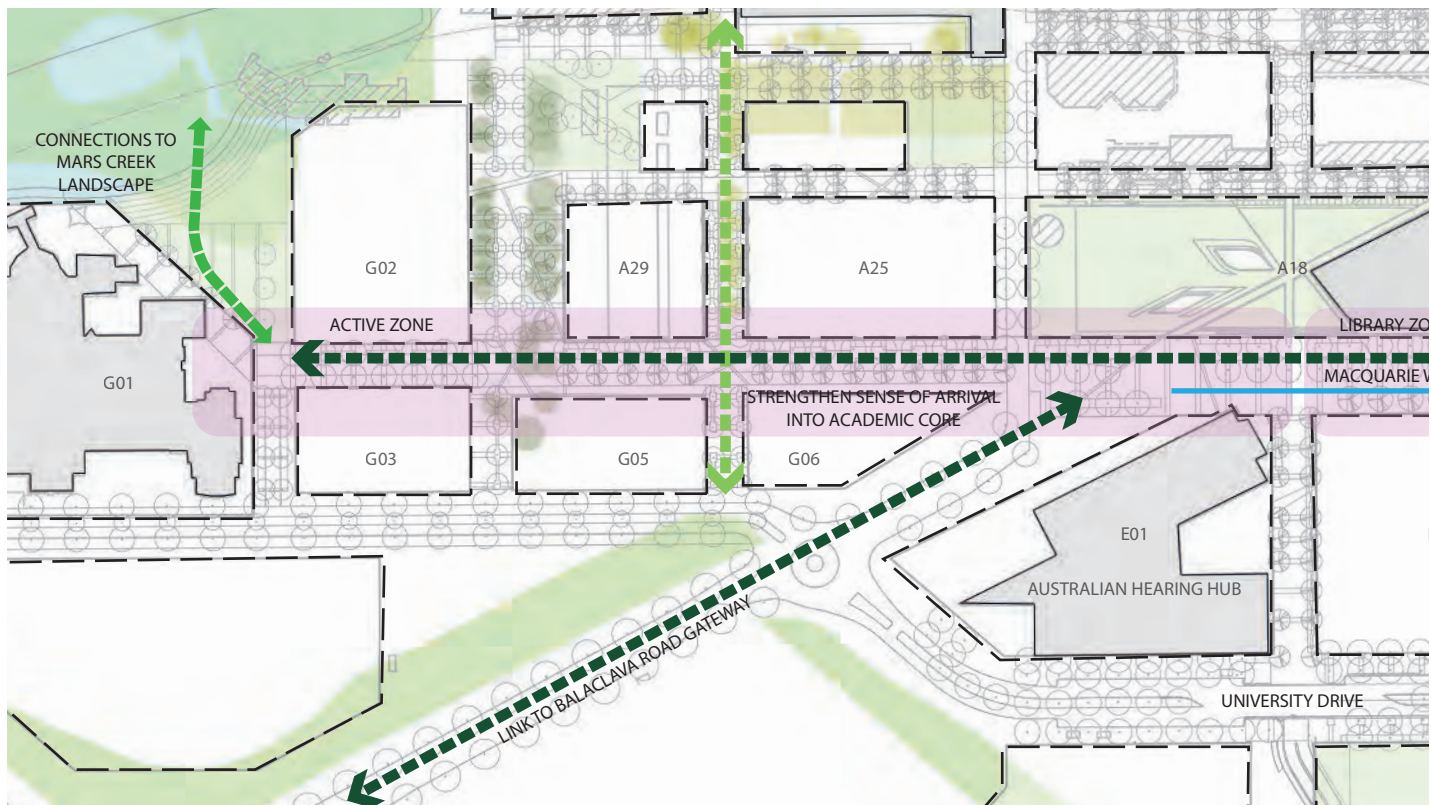 CONNECTIONS TO
MARS CREEK
LANDSCAPE
G02
A29
A25
A18
ACTIVE ZONE
LIBRARY ZO
G01
MACQUARIE W
STRENGTHEN SENSE OF ARRIVAL
INTO ACADEMIC CORE
G03
G05
G06
E01
AUSTRALIAN HEARING HUB
LINK TO BALACLAVA ROAD GATEWAY
UNIVERSITY DRIVE